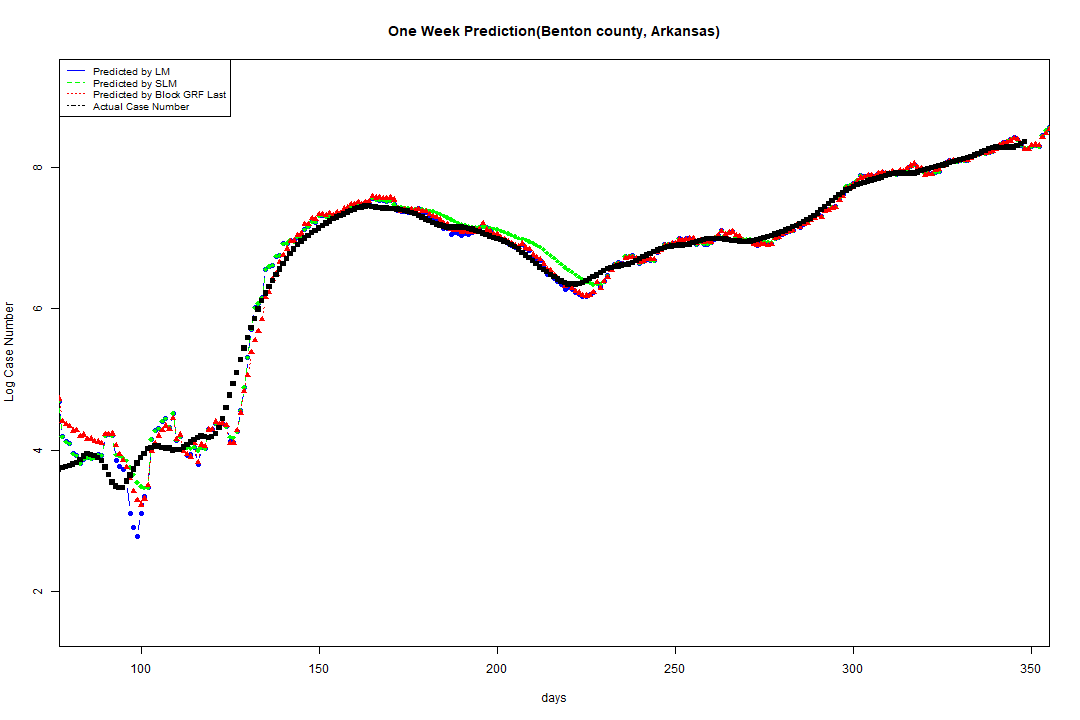 One Week Prediction(Benton county, Arkansas)
Predicted by LM
Predicted by SLM
Predicted by Block GRF Last
Actual Case Number
8
6
4
2
Log Case Number
100 150 200 250 300 350
days